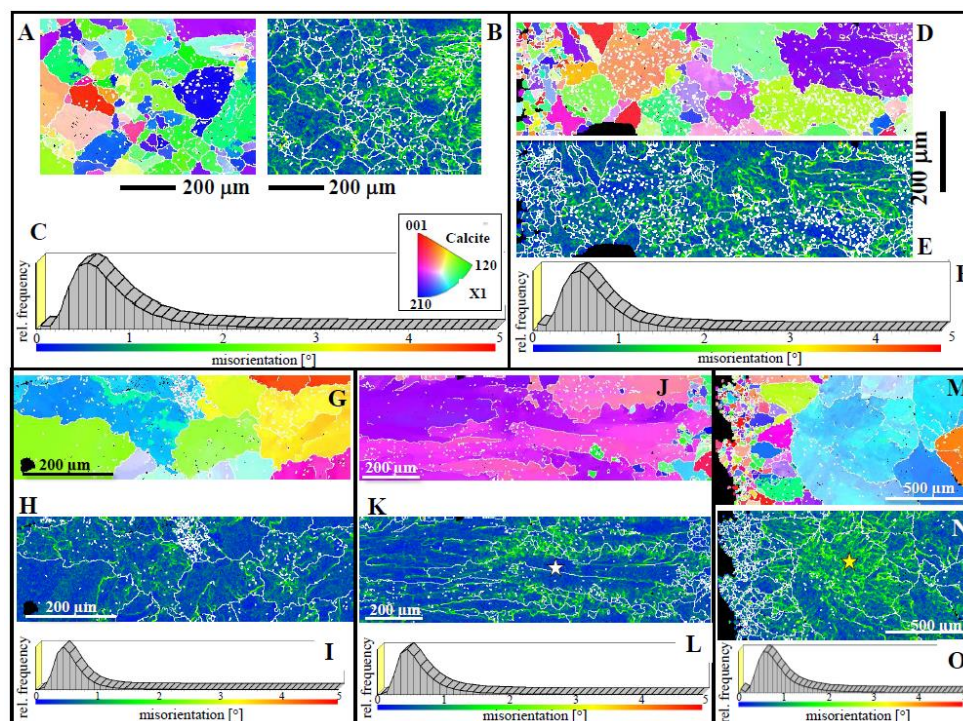 A
B
200 µm
200 µm
C
001
Calcite
120
X1
210
rel. frequency
0
1
2
3
4
5
misorientation [°]
D
200 µm
E
F
rel. frequency
0
1
2
3
4
5
misorientation [°]
G
200 µm
H
200 µm
I
rel. frequency
0
1
2
3
4
5
misorientation [°]
J
200 µm
K
200 µm
L
rel. frequency
0
1
2
3
4
5
misorientation [°]
M
500 µm
N
500 µm
O
rel. frequency
0
1
2
3
4
5
misorientation [°]